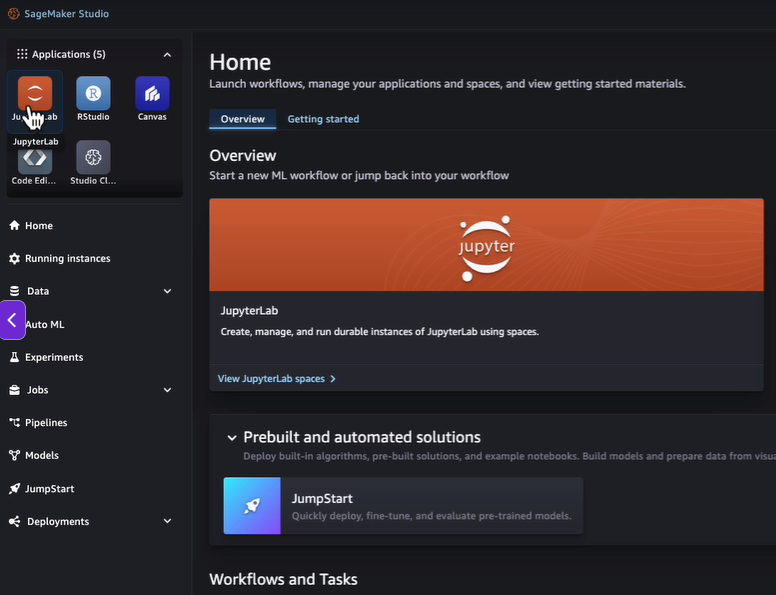 SageMaker Studio
Applications (5)
JupyterLab
RStudio
Canvas
JupyterLab
Code Edi...
Studio Cl...
Home
Running instances
Data
Auto ML
Experiments
Jobs
Pipelines
Models
JumpStart
Deployments
Home
Launch workflows, manage your applications and spaces, and view getting started materials.
Overview
Getting started
Overview
Start a new ML workflow or jump back into your workflow
jupyter
JupyterLab
Create, manage, and run durable instances of JupyterLab using spaces.
View JupyterLab spaces
Prebuilt and automated solutions
Deploy built-in algorithms, pre-built solutions, and example notebooks. Build models and prepare data from visua
JumpStart
Quickly deploy, fine-tune, and evaluate pre-trained models.
Workflows and Tasks